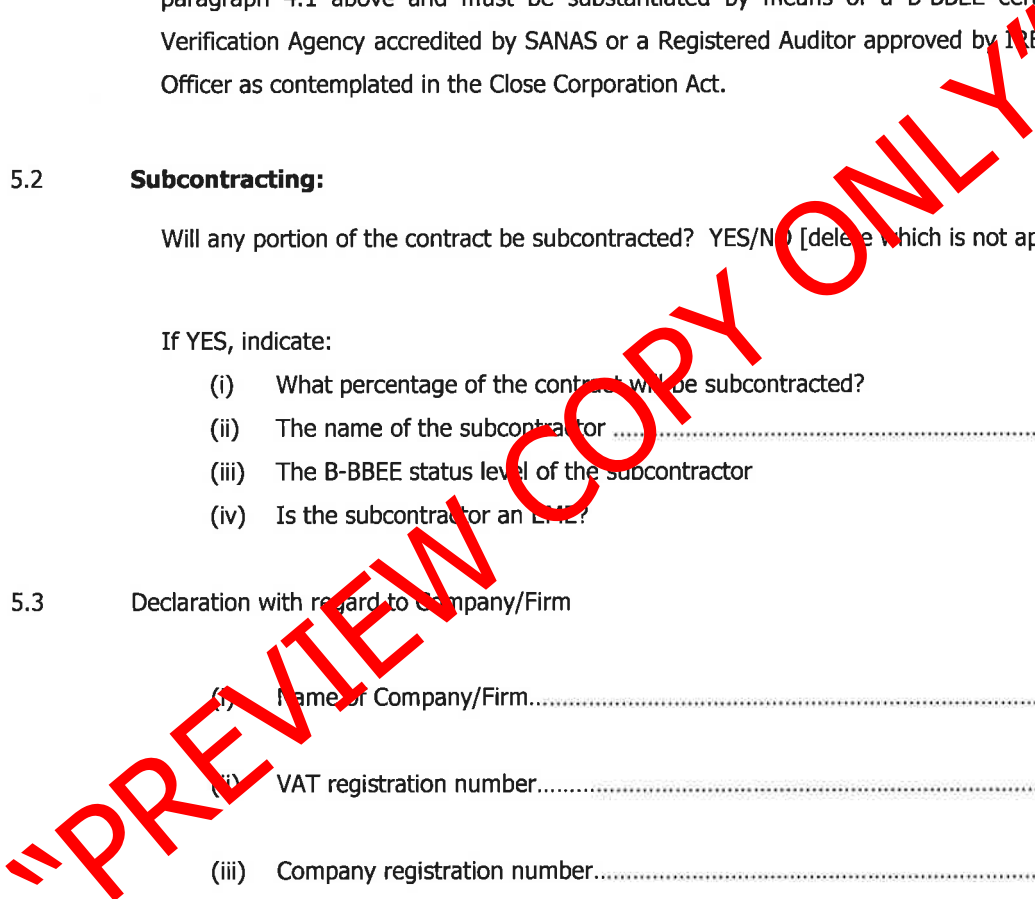 paragraph 4.1 above and must be substantiated by means of a B-BBEE cer
Verification Agency accredited by SANAS or a Registered Auditor approved by IRB
Officer as contemplated in the Close Corporation Act.
5.2 Subcontracting:
Will any portion of the contract be subcontracted? YES/NO [delete which is not ap
If YES, indicate:
(i) What percentage of the contract will be subcontracted?
(ii) The name of the subcontractor ..........................................................
(iii) The B-BBEE status level of the subcontractor
(iv) Is the subcontractor an EME?
5.3 Declaration with regard to Company/Firm
(i) Name of Company/Firm..........................................................
(ii) VAT registration number..........................................................
(iii) Company registration number..........................................................
“PREVIEW COPY ONLY”